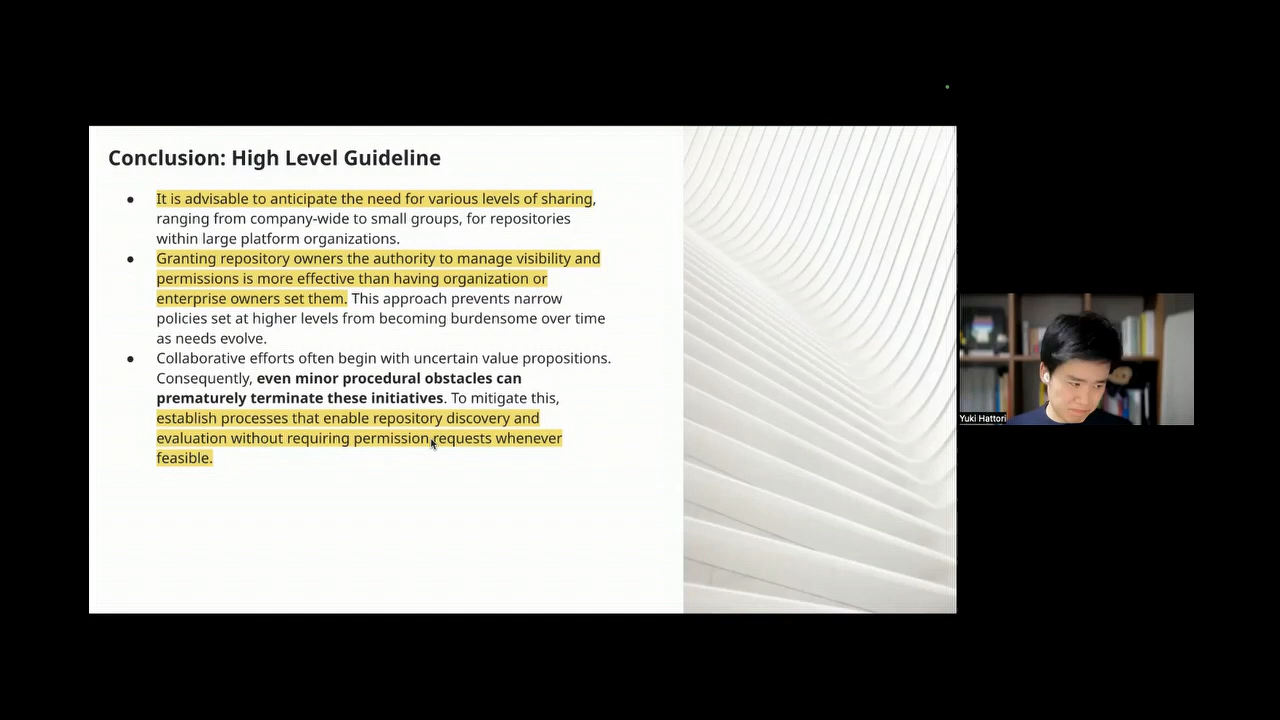 Conclusion: High Level Guideline
● It is advisable to anticipate the need for various levels of sharing,
ranging from company-wide to small groups, for repositories
within large platform organizations.
● Granting repository owners the authority to manage visibility and
permissions is more effective than having organization or
enterprise owners set them. This approach prevents narrow
policies set at higher levels from becoming burdensome over time
as needs evolve.
● Collaborative efforts often begin with uncertain value propositions.
Consequently, even minor procedural obstacles can
prematurely terminate these initiatives. To mitigate this,
establish processes that enable repository discovery and
evaluation without requiring permission requests whenever
feasible.
Yuki Hattori